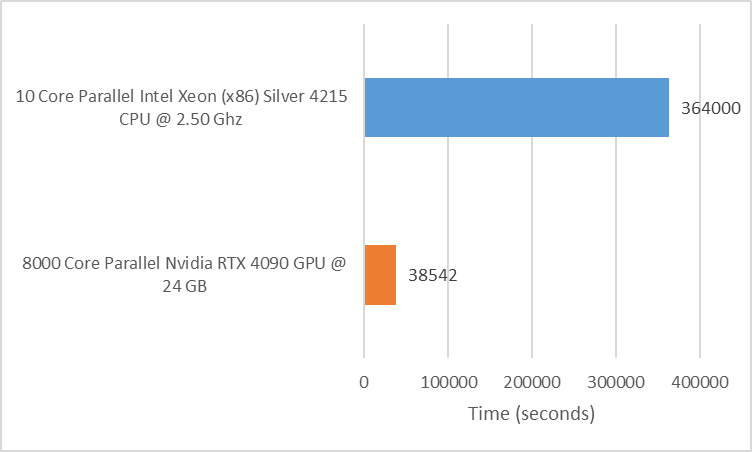 10 Core Parallel Intel Xeon (x86) Silver 4215
CPU @ 2.50 Ghz
364000
8000 Core Parallel Nvidia RTX 4090 GPU @
24 GB
38542
0 100000 200000 300000 400000
Time (seconds)